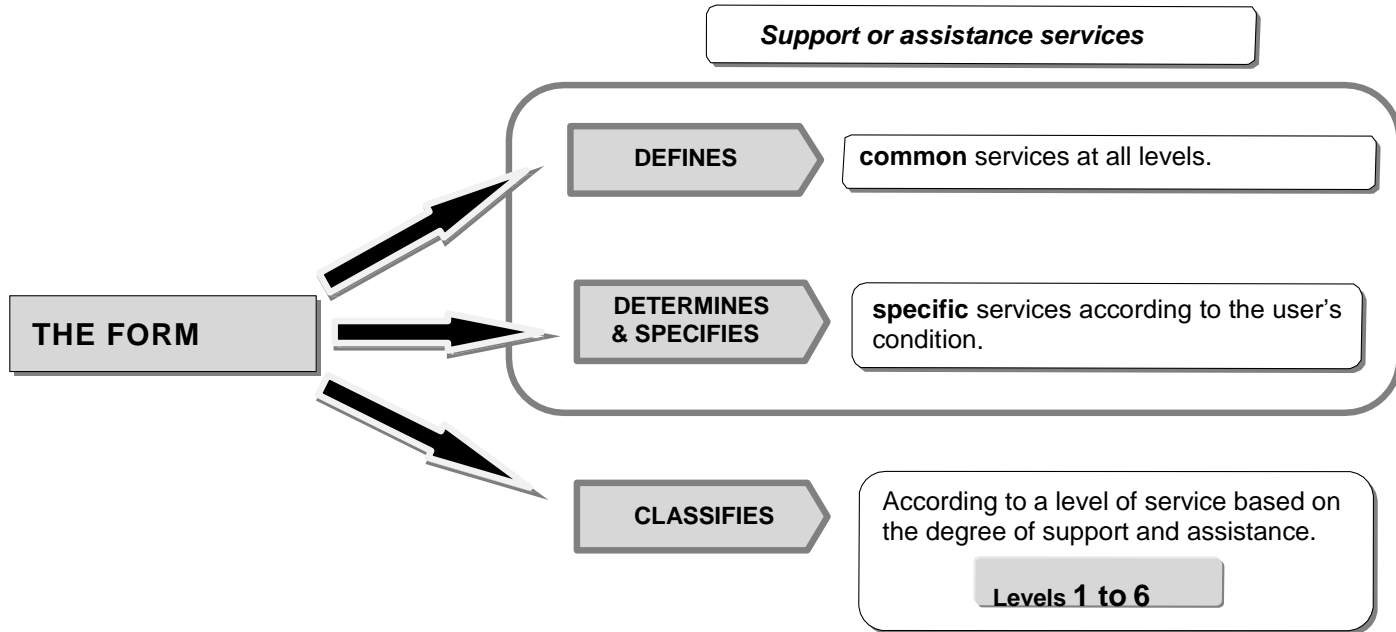 Support or assistance services
DEFINES
common services at all levels.
THE FORM
DETERMINES
& SPECIFIES
specific services according to the user’s
condition.
CLASSIFIES
According to a level of service based on
the degree of support and assistance.
Levels 1 to 6